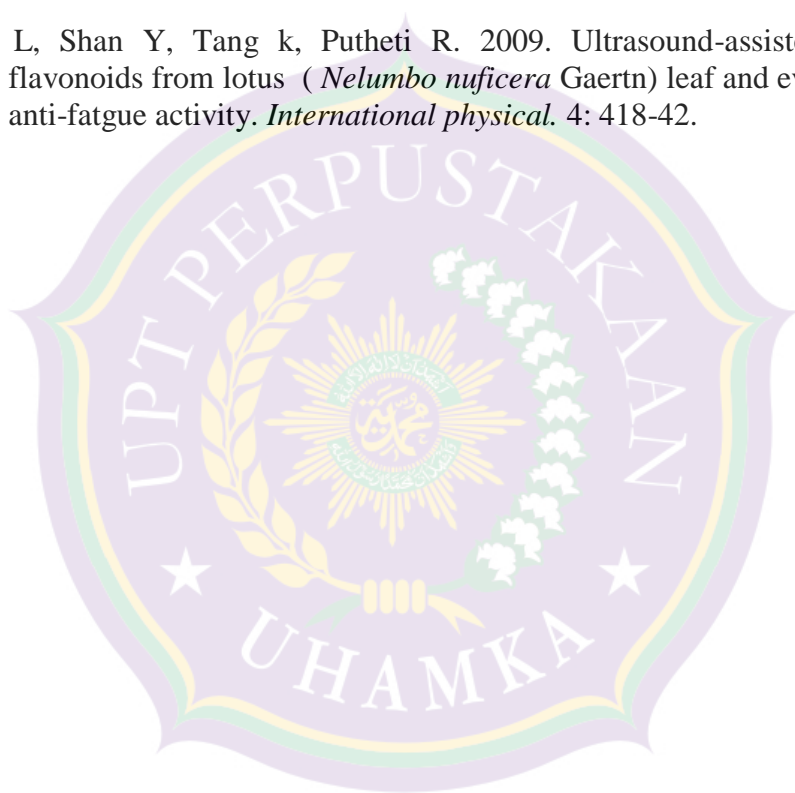 L, Shan Y, Tang k, Putheti R. 2009. Ultrasound-assist
flavonoids from lotus ( Nelumbo nuficera Gaertn) leaf and ev
anti-fatgue activity. International physical. 4: 418-42.
UPT PERPUSTAKAAN
محمدية
UHAMKA